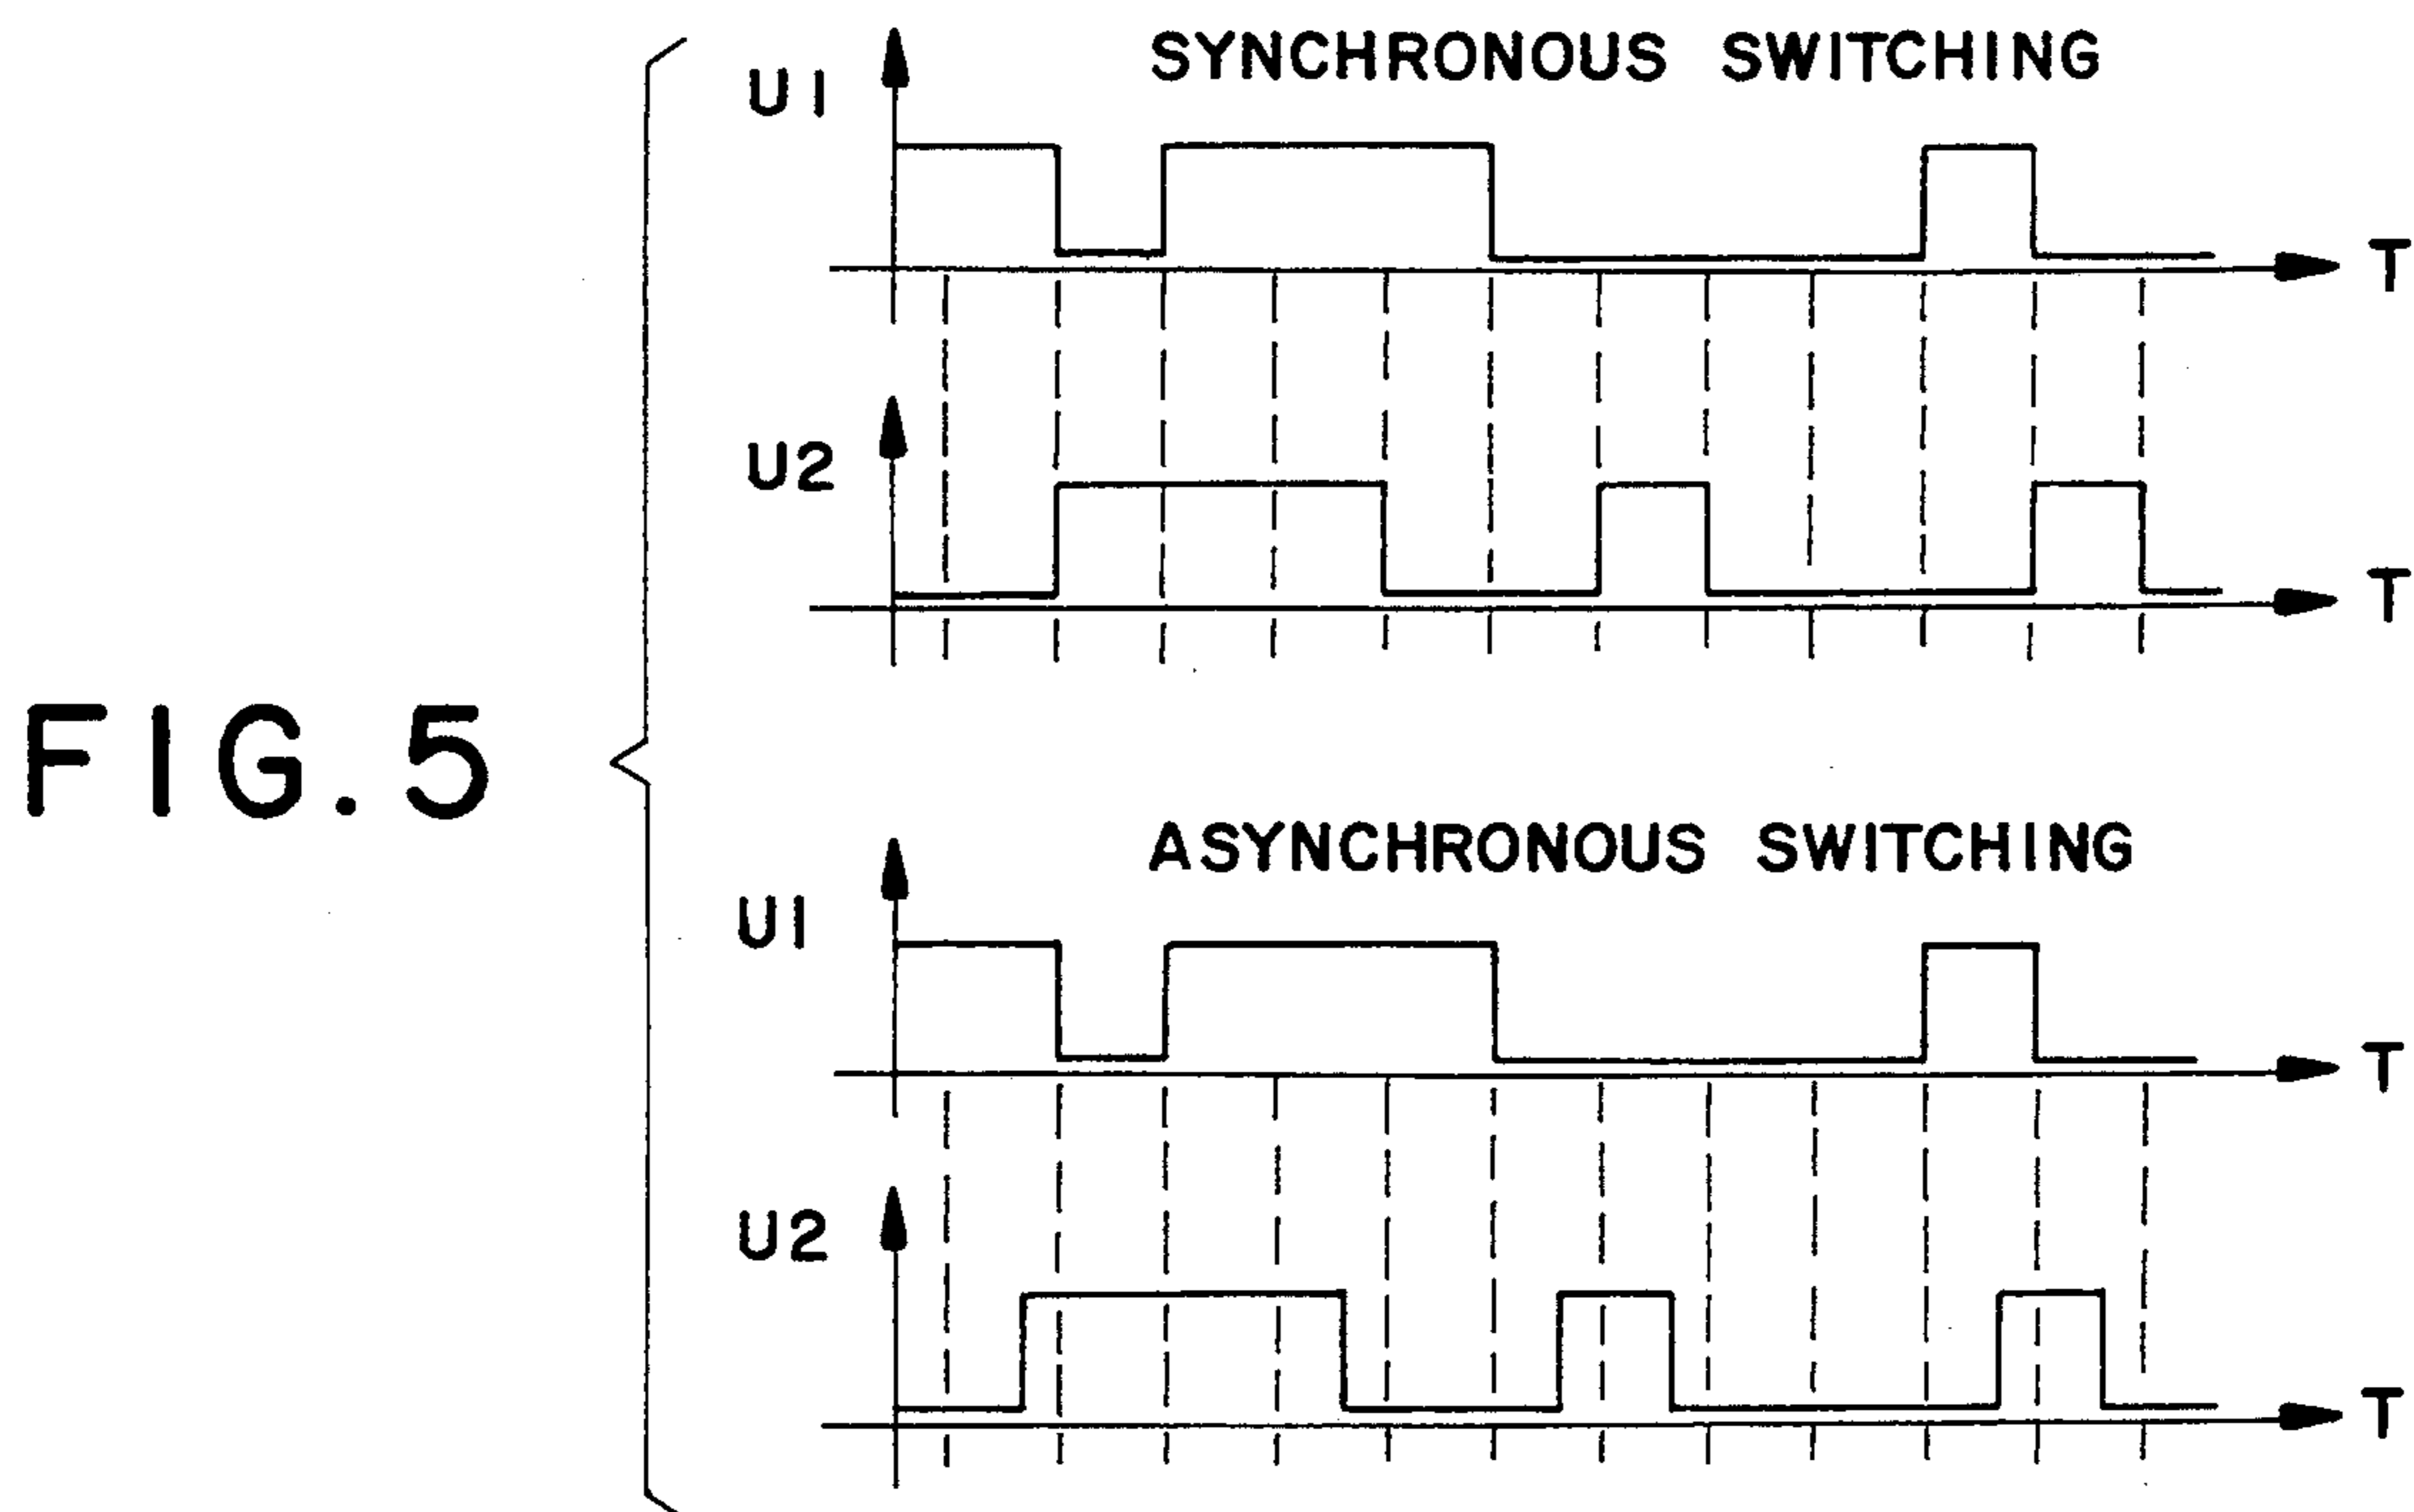 SYNCHRONOUS SWITCHING
U1
T
U2
T
FIG. 5
ASYNCHRONOUS SWITCHING
U1
T
U2
T